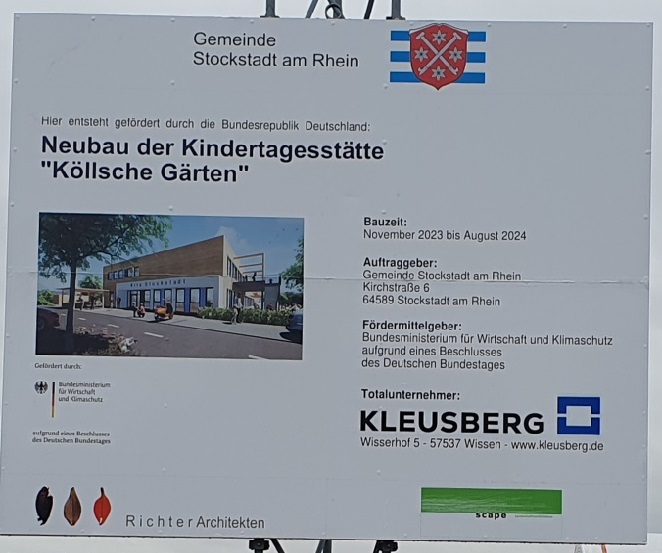 Gemeinde
Stockstadt am Rhein
Hier entsteht gefördert durch die Bundesrepublik Deutschland:
Neubau der Kindertagesstätte
"Köllsche Gärten"
Kita Stockstadt
Bauzeit:
November 2023 bis August 2024
Auftraggeber:
Gemeinde Stockstadt am Rhein
Kirchstraße 6
64589 Stockstadt am Rhein
Fördermittelgeber:
Bundesministerium für Wirtschaft und Klimaschutz
aufgrund eines Beschlusses
des Deutschen Bundestages
Gefördert durch:
Bundesministerium
für Wirtschaft
und Klimaschutz
aufgrund eines Beschlusses
des Deutschen Bundestages
Totalunternehmer:
KLEUSBERG
Wisserhof 5 - 57537 Wissen - www.kleusberg.de
Richter Architekten
scape